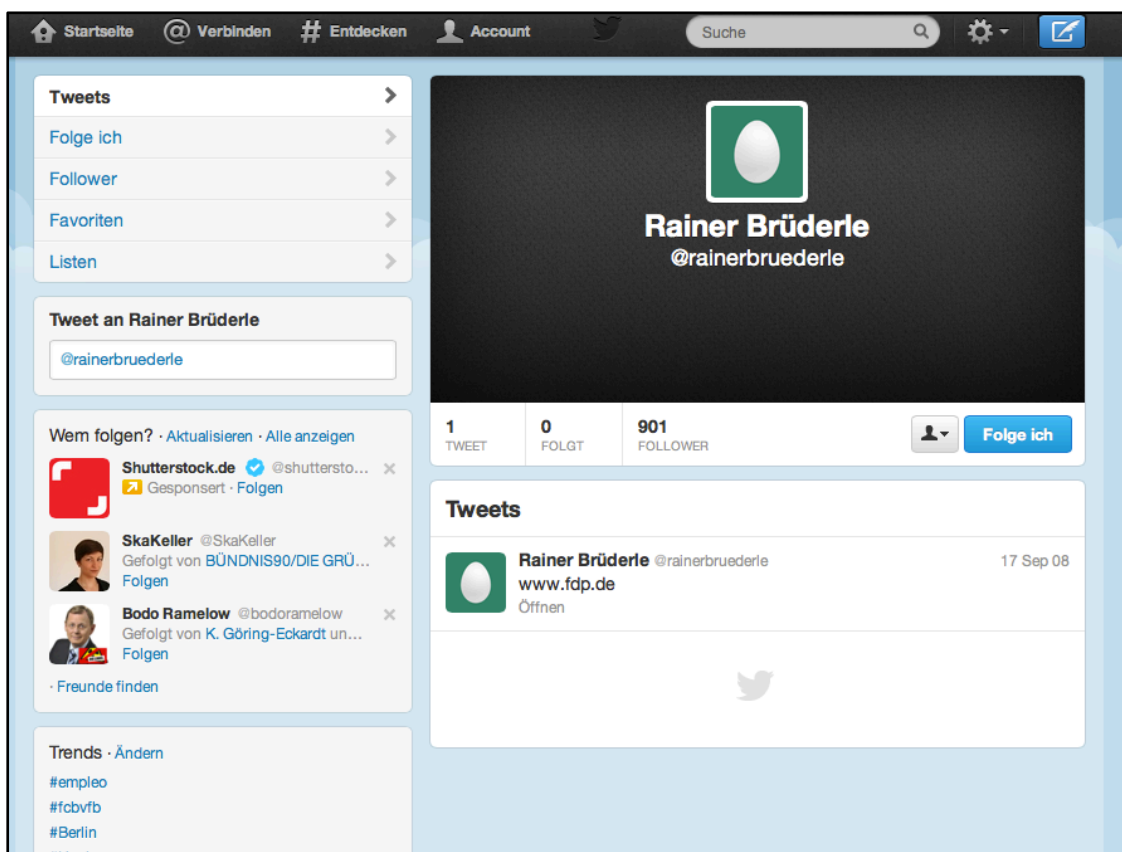 Startseite
Verbinden
Entdecken
Account
Suche
Tweets
Folge ich
Follower
Favoriten
Listen
Tweet an Rainer Brüderle
@rainerbruederle
Wem folgen? · Aktualisieren · Alle anzeigen
Shutterstock.de @shuttersto...
Gesponsert · Folgen
SkaKeller @SkaKeller
Gefolgt von BÜNDNIS90/DIE GRÜ...
Folgen
Bodo Ramelow @bodoramelow
Gefolgt von K. Göring-Eckardt un...
Folgen
· Freunde finden
Trends · Ändern
#empleo
#fcbvfb
#Berlin
Rainer Brüderle
@rainerbruederle
1
TWEET
0
FOLGT
901
FOLLOWER
Folge ich
Tweets
Rainer Brüderle @rainerbruederle 17 Sep 08
www.fdp.de
Öffnen